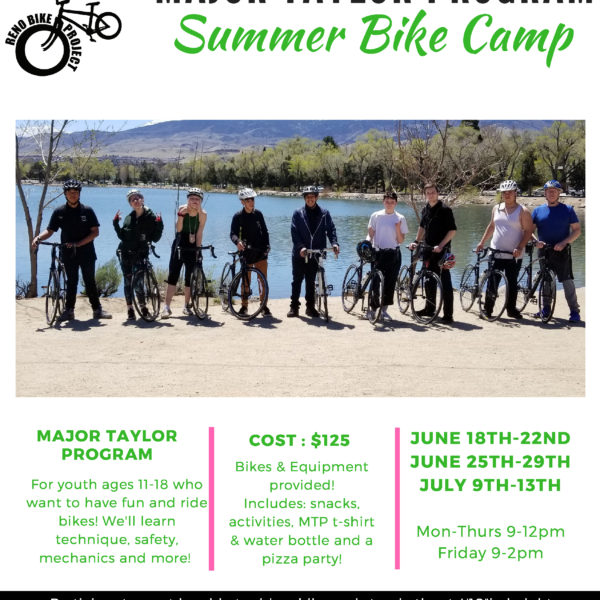 RENO BIKE PROJECT
MAJOR TAYLOR PROGRAM
Summer Bike Camp
MAJOR TAYLOR
PROGRAM
For youth ages 11-18 who
want to have fun and ride
bikes! We'll learn
technique, safety,
mechanics and more!
COST : $125
Bikes & Equipment
provided!
Includes: snacks,
activities, MTP t-shirt
& water bottle and a
pizza party!
JUNE 18TH-22ND
JUNE 25TH-29TH
JULY 9TH-13TH
Mon-Thurs 9-12pm
Friday 9-2pm